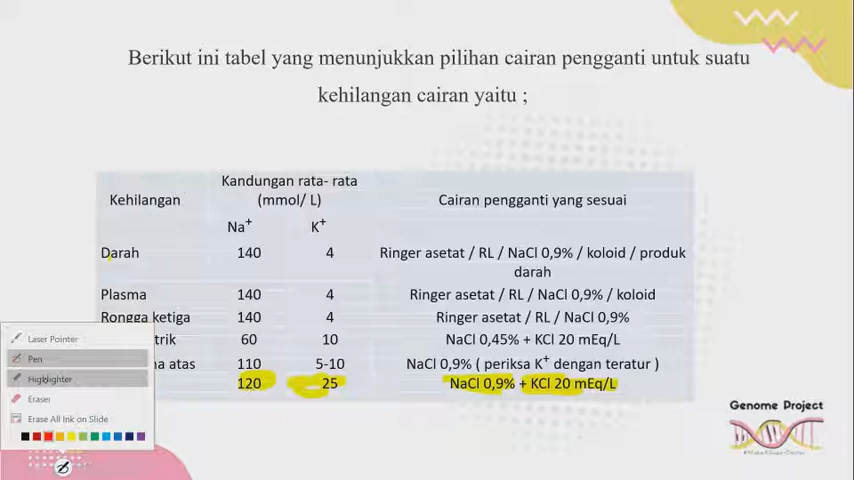 Berikut ini tabel yang menunjukkan pilihan cairan pengganti untuk suatu
kehilangan cairan yaitu ;
Kehilangan
Kandungan rata- rata
(mmol/ L)
Cairan pengganti yang sesuai
Na+ K+
Darah 140 4 Ringer asetat / RL / NaCl 0,9% / koloid / produk
darah
Plasma 140 4 Ringer asetat / RL / NaCl 0,9% / koloid
Rongga ketiga 140 4 Ringer asetat / RL / NaCl 0,9%
trik 60 10 NaCl 0,45% + KCl 20 mEq/L
na atas 110 5-10 NaCl 0,9% ( periksa K+ dengan teratur )
120 25 NaCl 0,9% + KCl 20 mEq/L
Laser Pointer
Pen
Highlighter
Eraser
Erase All Ink on Slide
Genome Project